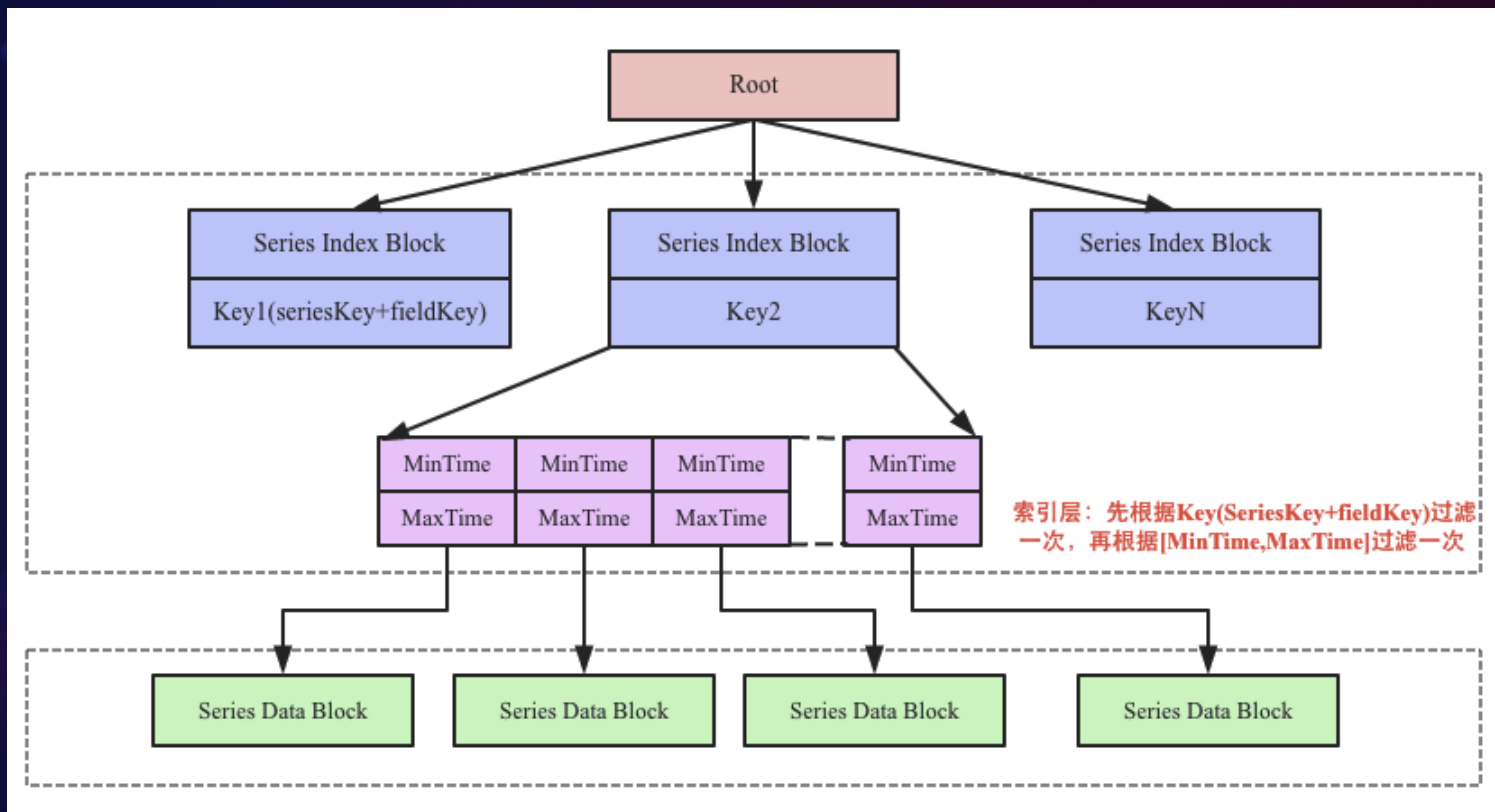 Root
Series Index Block
Series Index Block
Series Index Block
Key1(seriesKey+fieldKey)
Key2
KeyN
MinTime
MinTime
MinTime
MinTime
MaxTime
MaxTime
MaxTime
MaxTime
索引层：先根据Key(SeriesKey+fieldKey)过滤
一次，再根据[MinTime,MaxTime]过滤一次
Series Data Block
Series Data Block
Series Data Block
Series Data Block